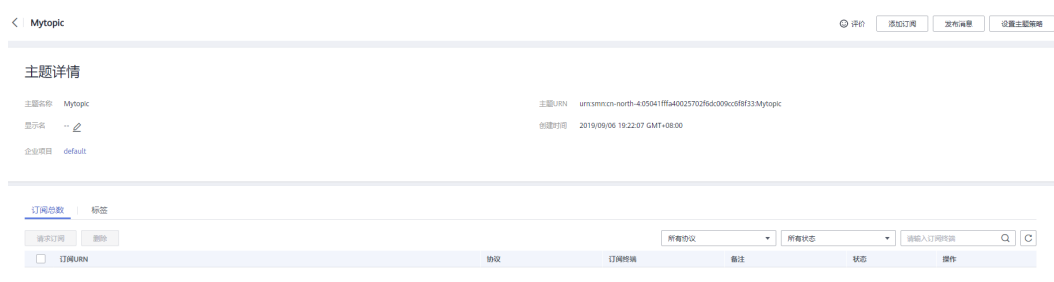 Mytopic 评价 添加订阅 发布消息 设置主题策略
主题详情
主题名称 Mytopic 主题URN urn:smn:cn-north-4:05041fffa40025702f6dc009cc6f8f33:Mytopic
显示名 -- 创建时间 2019/09/06 19:22:07 GMT+08:00
企业项目 default
订阅总数 标签
请求订阅 删除 所有协议 所有状态 请输入订阅终端
订阅URN 协议 订阅终端 备注 状态 操作